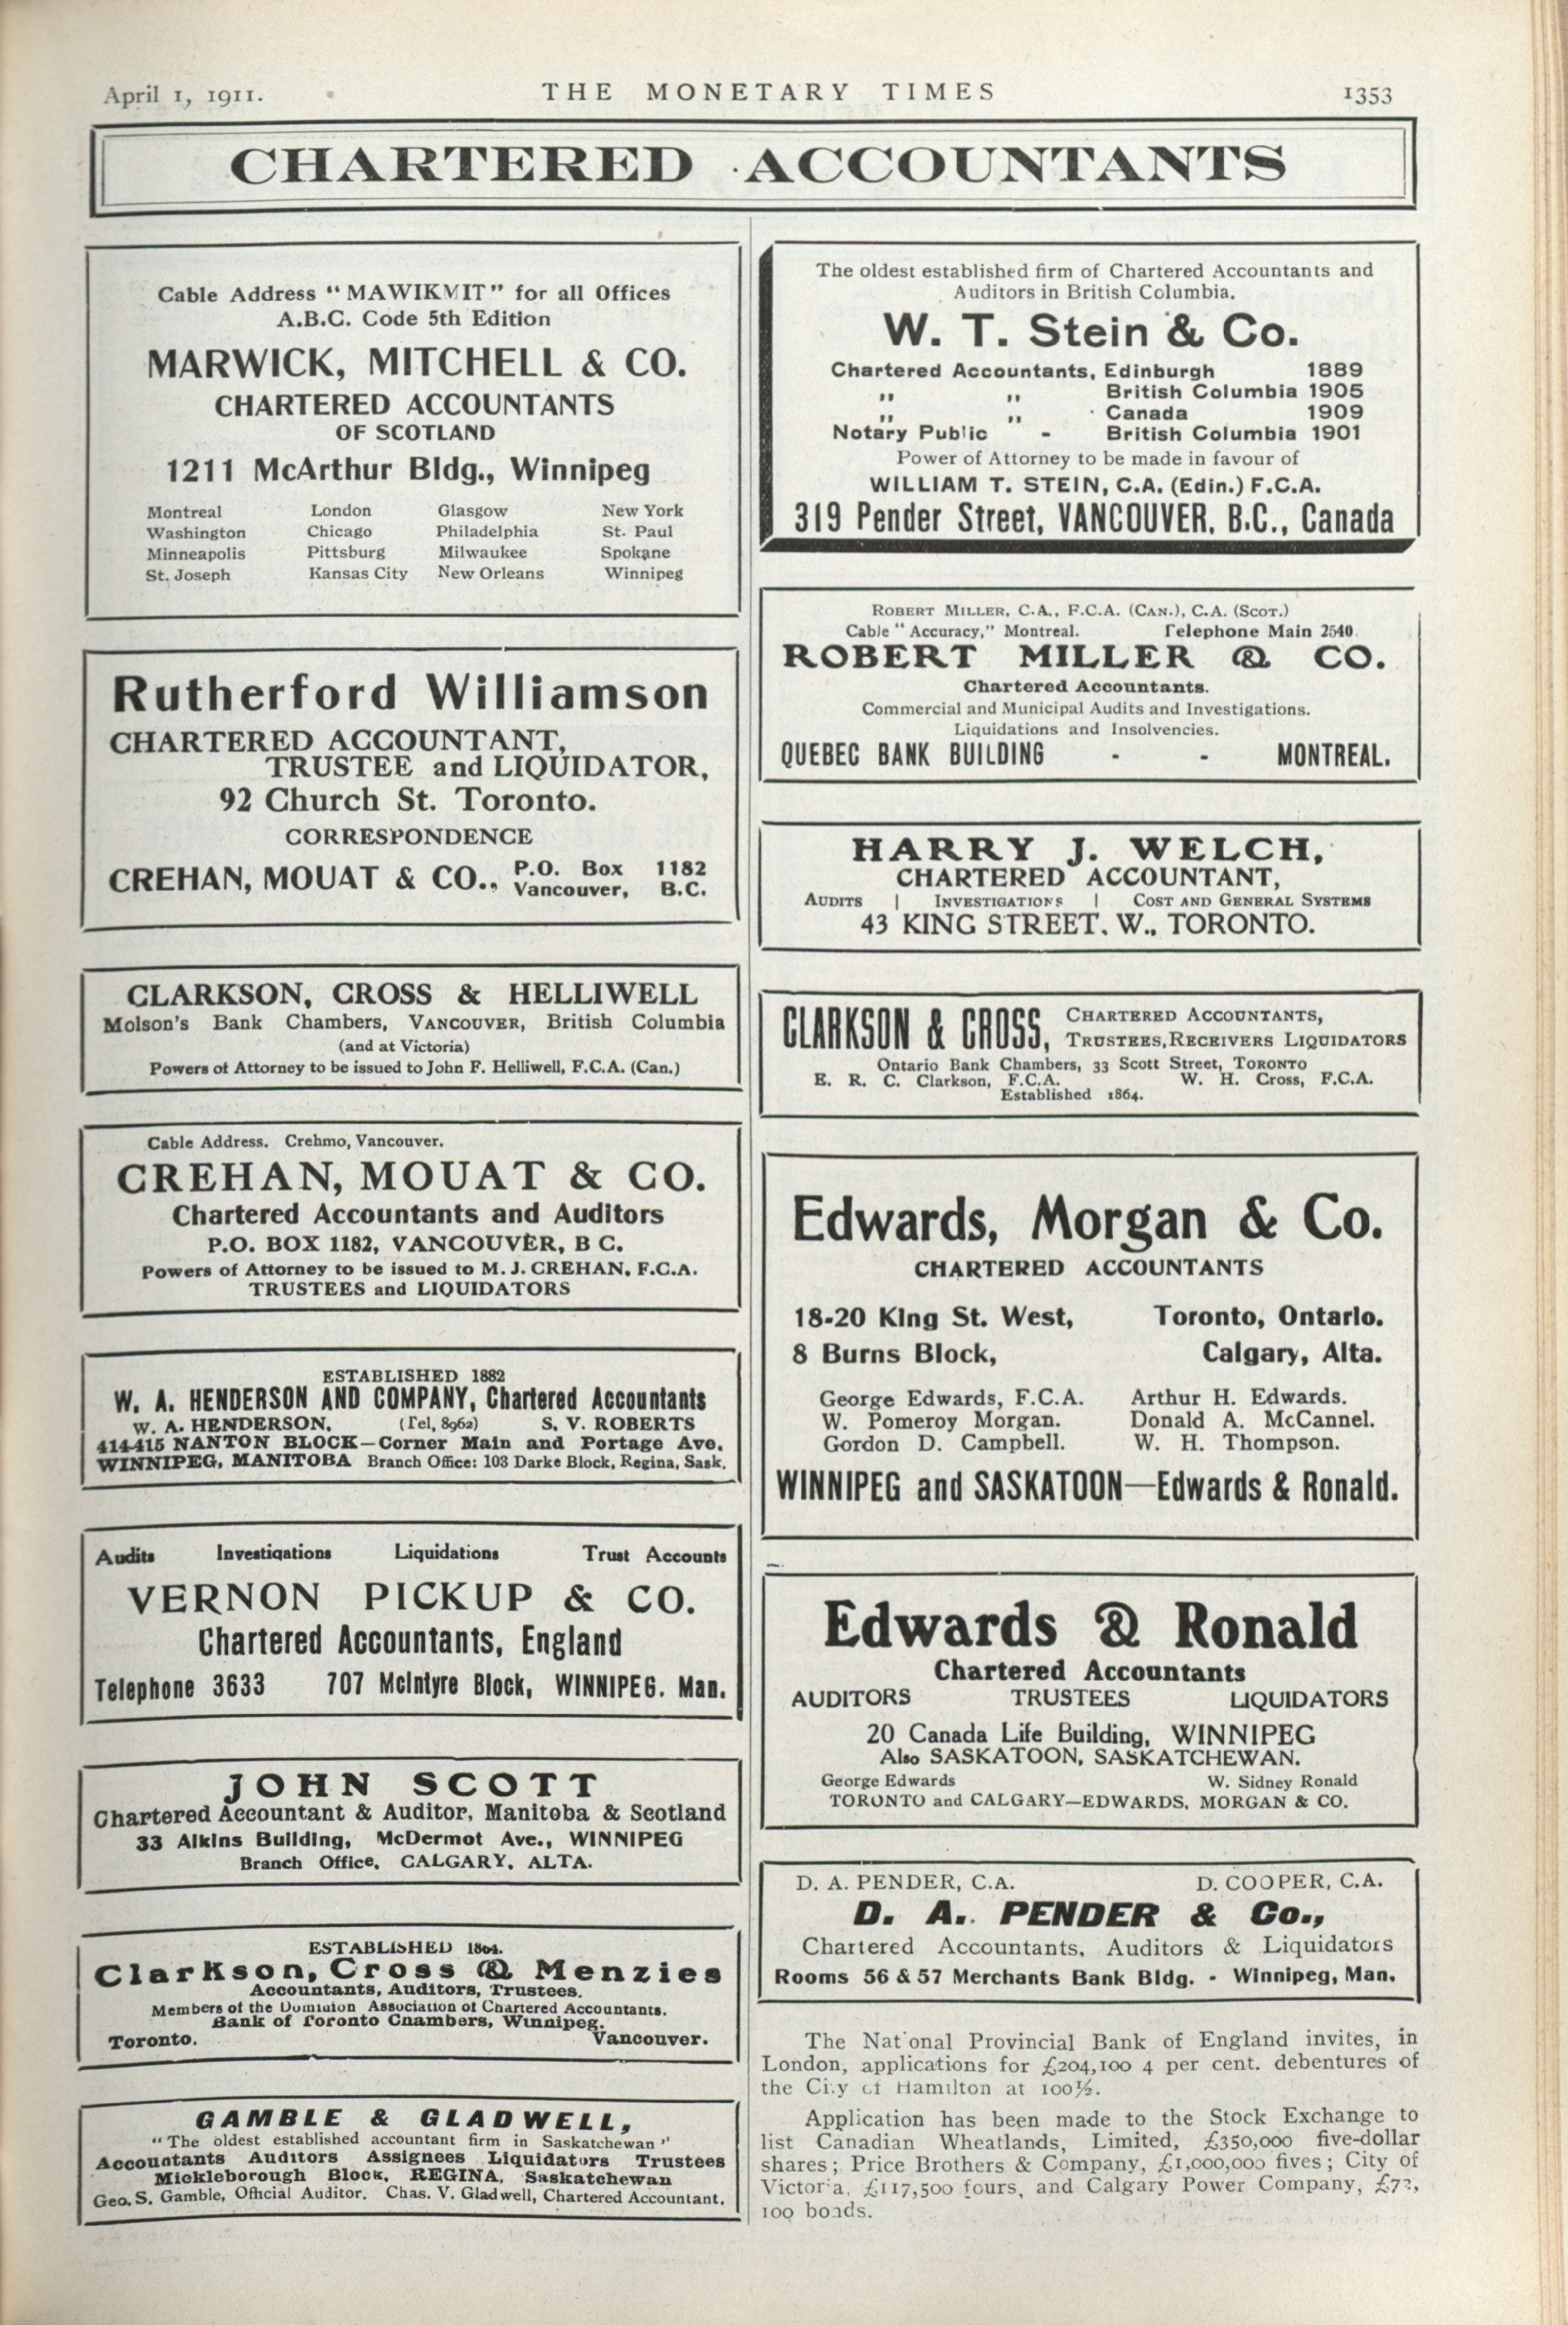 April 1, 1911.
THE MONETARY TIMES
1353
CHARTERED ACCOUNTANTS
Cable Address "MAWIKMIT" for all Offices
A.B.C. Code 5th Edition
MARWICK, MITCHELL & CO.
CHARTERED ACCOUNTANTS
OF SCOTLAND
1211 McArthur Bldg., Winnipeg
Montreal London Glasgow New York
Washington Chicago Philadelphia St. Paul
Minneapolis Pittsburg Milwaukee Spokane
St. Joseph Kansas City New Orleans Winnipeg
Rutherford Williamson
CHARTERED ACCOUNTANT,
TRUSTEE and LIQUIDATOR,
92 Church St. Toronto.
CORRESPONDENCE
CREHAN, MOUAT & CO., P.O. Box 1182
Vancouver, B.C.
CLARKSON, CROSS & HELLIWELL
Molson's Bank Chambers, VANCOUVER, British Columbia
(and at Victoria)
Powers of Attorney to be issued to John F. Helliwell, F.C.A. (Can.)
Cable Address. Crehmo, Vancouver.
CREHAN, MOUAT & CO.
Chartered Accountants and Auditors
P.O. BOX 1182, VANCOUVER, B C.
Powers of Attorney to be issued to M. J. CREHAN, F.C.A.
TRUSTEES and LIQUIDATORS
ESTABLISHED 1882
W. A. HENDERSON AND COMPANY, Chartered Accountants
W. A. HENDERSON, (Tel, 8962) S. V. ROBERTS
414-415 NANTON BLOCK—Corner Main and Portage Ave.
WINNIPEG, MANITOBA Branch Office: 103 Darke Block, Regina, Sask.
Audits Investigations Liquidations Trust Accounts
VERNON PICKUP & CO.
Chartered Accountants, England
Telephone 3633 707 McIntyre Block, WINNIPEG. Man.
JOHN SCOTT
Chartered Accountant & Auditor, Manitoba & Scotland
33 Aikins Building, McDermot Ave., WINNIPEG
Branch Office, CALGARY, ALTA.
ESTABLISHED 1864.
Clarkson, Cross & Menzies
Accountants, Auditors, Trustees.
Members of the Dominion Association of Chartered Accountants.
Bank of Toronto Chambers, Winnipeg.
Toronto. Vancouver.
GAMBLE & GLADWELL,
"The oldest established accountant firm in Saskatchewan"
Accountants Auditors Assignees Liquidators Trustees
Mickleborough Block, REGINA, Saskatchewan
Geo. S. Gamble, Official Auditor. Chas. V. Gladwell, Chartered Accountant.
The oldest established firm of Chartered Accountants and
Auditors in British Columbia.
W. T. Stein & Co.
Chartered Accountants, Edinburgh 1889
" " British Columbia 1905
" " Canada 1909
Notary Public - British Columbia 1901
Power of Attorney to be made in favour of
WILLIAM T. STEIN, C.A. (Edin.) F.C.A.
319 Pender Street, VANCOUVER, B.C., Canada
ROBERT MILLER, C.A., F.C.A. (CAN.), C.A. (SCOT.)
Cable "Accuracy," Montreal. Telephone Main 2540.
ROBERT MILLER & CO.
Chartered Accountants.
Commercial and Municipal Audits and Investigations.
Liquidations and Insolvencies.
QUEBEC BANK BUILDING - - MONTREAL.
HARRY J. WELCH,
CHARTERED ACCOUNTANT,
AUDITS | INVESTIGATIONS | COST AND GENERAL SYSTEMS
43 KING STREET. W., TORONTO.
CLARKSON & CROSS, CHARTERED ACCOUNTANTS,
TRUSTEES, RECEIVERS LIQUIDATORS
Ontario Bank Chambers, 33 Scott Street, TORONTO
E. R. C. Clarkson, F.C.A. W. H. Cross, F.C.A.
Established 1864.
Edwards, Morgan & Co.
CHARTERED ACCOUNTANTS
18-20 King St. West, Toronto, Ontario.
8 Burns Block, Calgary, Alta.
George Edwards, F.C.A. Arthur H. Edwards.
W. Pomeroy Morgan. Donald A. McCannel.
Gordon D. Campbell. W. H. Thompson.
WINNIPEG and SASKATOON—Edwards & Ronald.
Edwards & Ronald
Chartered Accountants
AUDITORS TRUSTEES LIQUIDATORS
20 Canada Life Building, WINNIPEG
Also SASKATOON, SASKATCHEWAN.
George Edwards W. Sidney Ronald
TORONTO and CALGARY—EDWARDS, MORGAN & CO.
D. A. PENDER, C.A. D. COOPER, C.A.
D. A. PENDER & Co.,
Chartered Accountants, Auditors & Liquidators
Rooms 56 & 57 Merchants Bank Bldg. - Winnipeg, Man.
The National Provincial Bank of England invites, in
London, applications for £204,100 4 per cent. debentures of
the City of Hamilton at 100½.
Application has been made to the Stock Exchange to
list Canadian Wheatlands, Limited, £350,000 five-dollar
shares; Price Brothers & Company, £1,000,000 fives; City of
Victoria, £117,500 fours, and Calgary Power Company, £72,
100 bonds.